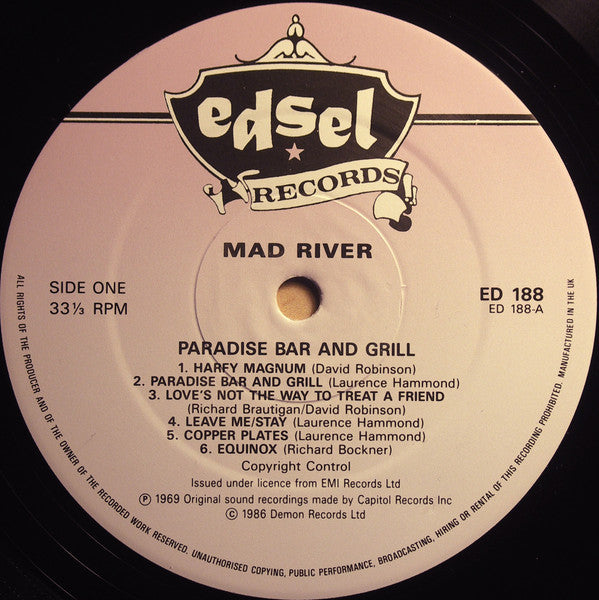 edsel
RECORDS
MAD RIVER
SIDE ONE
33⅓ RPM
ED 188
ED 188-A
PARADISE BAR AND GRILL
1. HARFY MAGNUM (David Robinson)
2. PARADISE BAR AND GRILL (Laurence Hammond)
3. LOVE'S NOT THE WAY TO TREAT A FRIEND
(Richard Brautigan/David Robinson)
4. LEAVE ME/STAY (Laurence Hammond)
5. COPPER PLATES (Laurence Hammond)
6. EQUINOX (Richard Bockner)
Copyright Control
Issued under licence from EMI Records Ltd
Ⓟ 1969 Original sound recordings made by Capitol Records Inc
© 1986 Demon Records Ltd
ALL RIGHTS OF THE PRODUCER AND OF THE OWNER OF THE RECORDED WORK RESERVED. UNAUTHORISED COPYING, PUBLIC PERFORMANCE, BROADCASTING, HIRING OR RENTAL OF THIS RECORDING PROHIBITED. MANUFACTURED IN THE UK